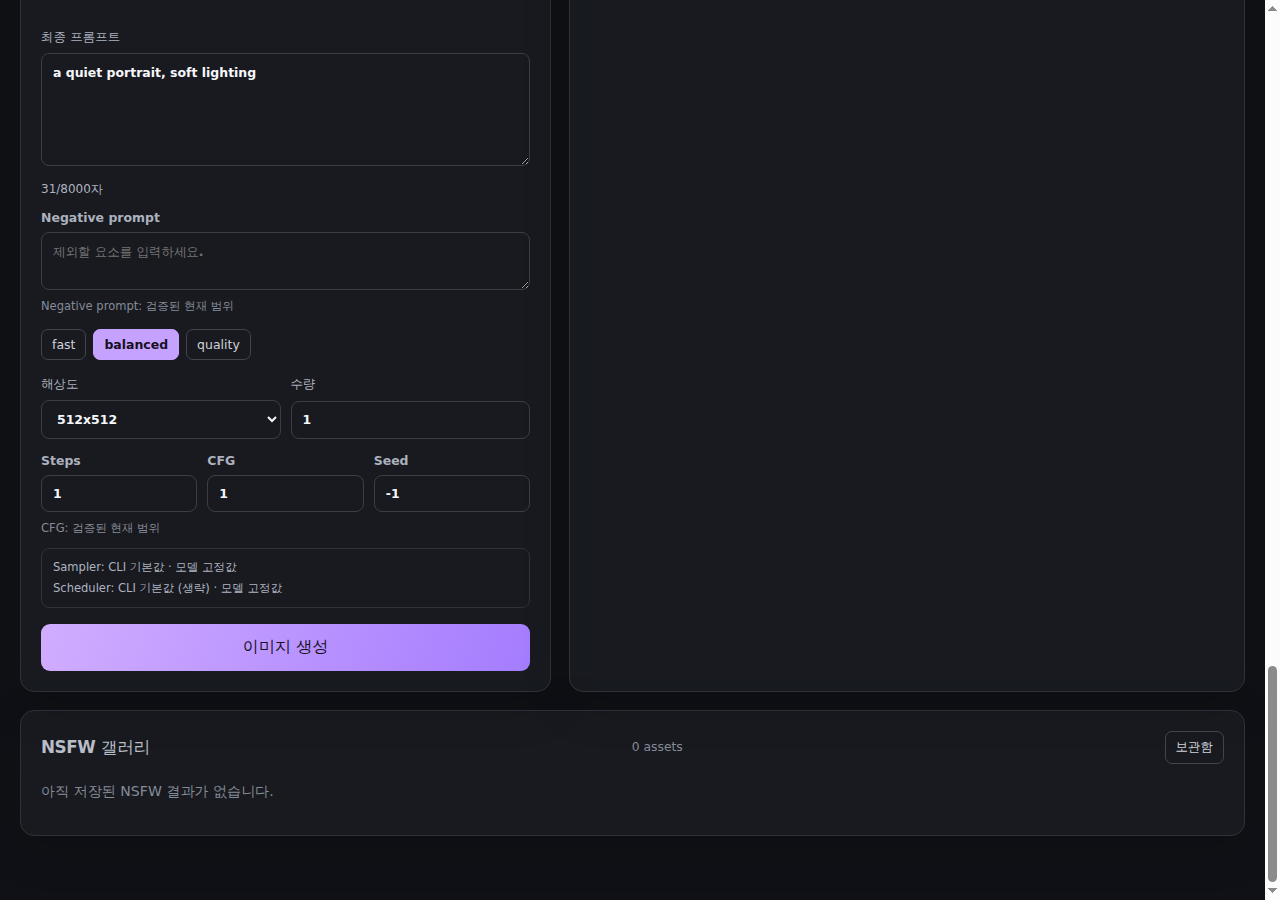 최종 프롬프트
a quiet portrait, soft lighting
31/8000자
Negative prompt
제외할 요소를 입력하세요.
Negative prompt: 검증된 현재 범위
fast balanced quality
해상도 수량
512x512 1
Steps CFG Seed
1 1 -1
CFG: 검증된 현재 범위
Sampler: CLI 기본값 · 모델 고정값
Scheduler: CLI 기본값 (생략) · 모델 고정값
이미지 생성
NSFW 갤러리 0 assets 보관함
아직 저장된 NSFW 결과가 없습니다.